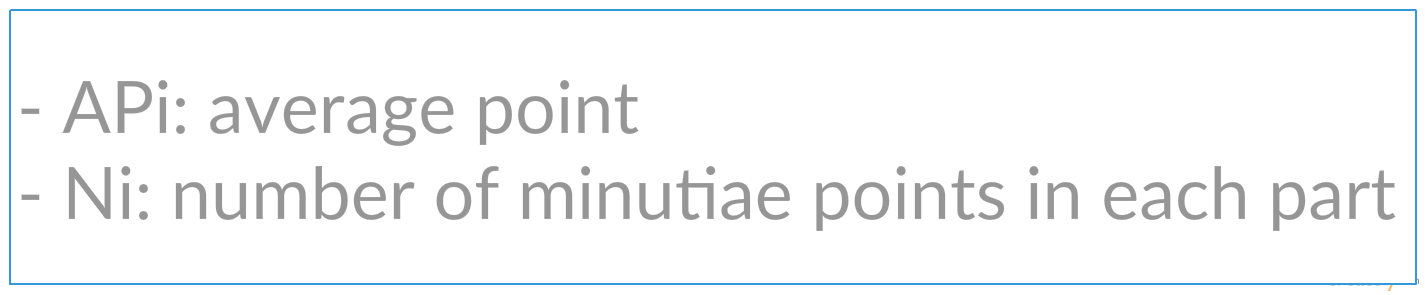 - APi: average point
- Ni: number of minutiae points in each part